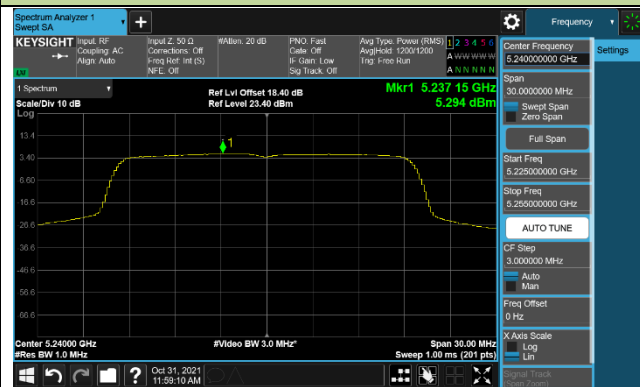 Spectrum Analyzer 1
Swept SA
Frequency
KEYSIGHT
Input: RF
Coupling: AC
Align: Auto
Input Z: 50 Ω
Corrections: Off
Freq Ref: Int (S)
NFE: Off
#Atten: 20 dB
PNO: Fast
Gate: Off
IF Gain: Low
Sig Track: Off
Avg Type: Power (RMS)
Avg|Hold: 1200/1200
Trig: Free Run
1 2 3 4 5 6
A W W W W W
A N N N N N
LXI
1 Spectrum
Scale/Div 10 dB
Log
Ref Lvl Offset 18.40 dB
Ref Level 23.40 dBm
Mkr1 5.237 15 GHz
5.294 dBm
1
13.4
3.40
-6.60
-16.6
-26.6
-36.6
-46.6
-56.6
-66.6
Center 5.24000 GHz
#Res BW 1.0 MHz
#Video BW 3.0 MHz*
Span 30.00 MHz
Sweep 1.00 ms (201 pts)
Oct 31, 2021
11:59:10 AM
Center Frequency
5.240000000 GHz
Settings
Span
30.0000000 MHz
Swept Span
Zero Span
Full Span
Start Freq
5.225000000 GHz
Stop Freq
5.255000000 GHz
AUTO TUNE
CF Step
3.000000 MHz
Auto
Man
Freq Offset
0 Hz
X Axis Scale
Log
Lin
Signal Track
(Span Zoom)